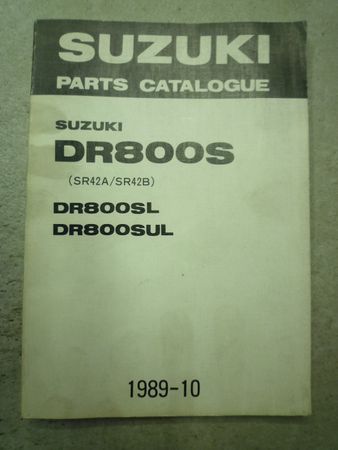 SUZUKI
PARTS CATALOGUE
SUZUKI
DR800S
(SR42A/SR42B)
DR800SL
DR800SUL
1989-10